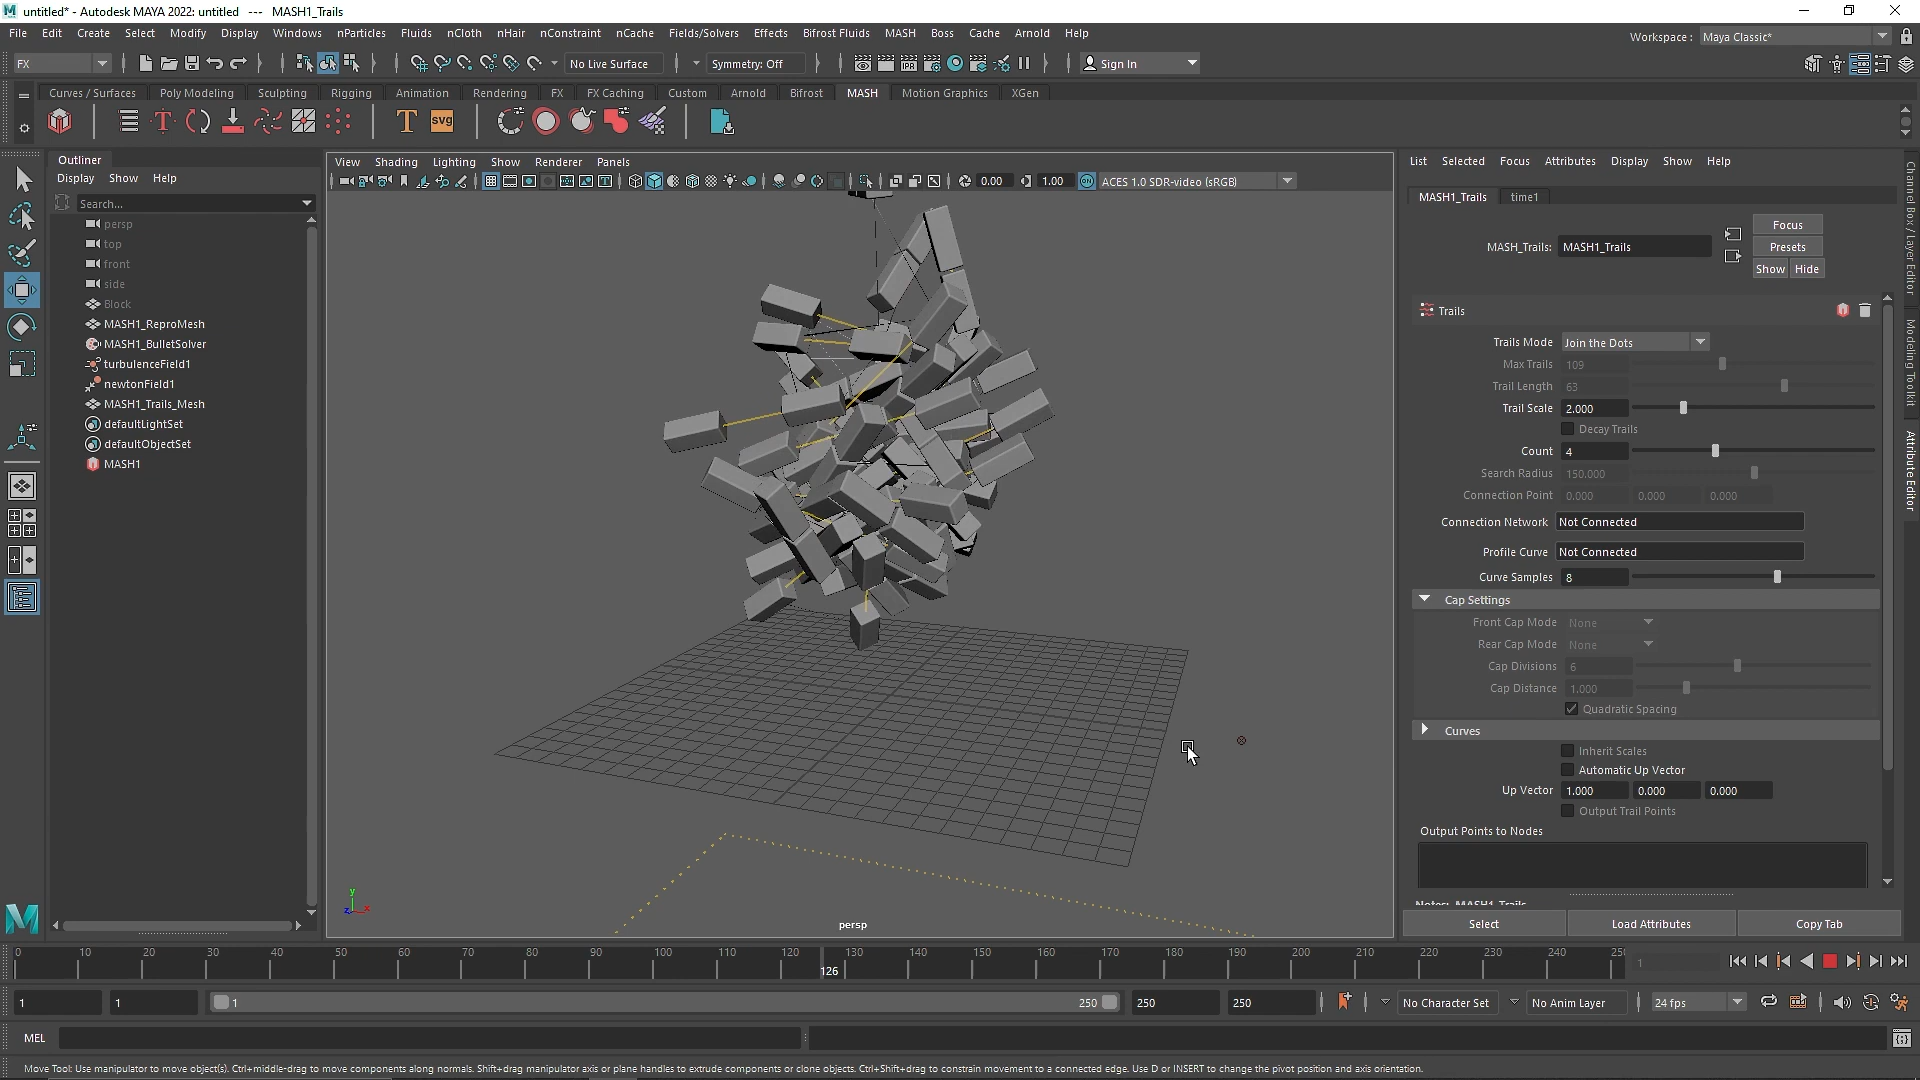 untitled* - Autodesk MAYA 2022: untitled --- MASH1_Trails
File Edit Create Select Modify Display Windows nParticles Fluids nCloth nHair nConstraint nCache Fields/Solvers Effects Bifrost Fluids MASH Boss Cache Arnold Help
Workspace : Maya Classic*
FX No Live Surface Symmetry: Off Sign In
Curves / Surfaces Poly Modeling Sculpting Rigging Animation Rendering FX FX Caching Custom Arnold Bifrost MASH Motion Graphics XGen
T T svg
Outliner
Display Show Help
Search...
persp
top
front
side
Block
MASH1_ReproMesh
MASH1_BulletSolver
turbulenceField1
newtonField1
MASH1_Trails_Mesh
defaultLightSet
defaultObjectSet
MASH1
View Shading Lighting Show Renderer Panels
0.00 1.00 ON ACES 1.0 SDR-video (sRGB)
y
z x
persp
List Selected Focus Attributes Display Show Help
MASH1_Trails time1
MASH_Trails: MASH1_Trails
Focus
Presets
Show Hide
Trails
Trails Mode Join the Dots
Max Trails 109
Trail Length 63
Trail Scale 2.000
Decay Trails
Count 4
Search Radius 150.000
Connection Point 0.000 0.000 0.000
Connection Network Not Connected
Profile Curve Not Connected
Curve Samples 8
Cap Settings
Front Cap Mode None
Rear Cap Mode None
Cap Divisions 6
Cap Distance 1.000
Quadratic Spacing
Curves
Inherit Scales
Automatic Up Vector
Up Vector 1.000 0.000 0.000
Output Trail Points
Output Points to Nodes
Notes: MASH1_Trails
Select Load Attributes Copy Tab
Channel Box / Layer Editor
Modeling Toolkit
Attribute Editor
0 10 20 30 40 50 60 70 80 90 100 110 120 130 140 150 160 170 180 190 200 210 220 230 240 25
126
1
1 1 1 250 250 250 No Character Set No Anim Layer 24 fps
MEL
Move Tool: Use manipulator to move object(s). Ctrl+middle-drag to move components along normals. Shift+drag manipulator axis or plane handles to extrude components or clone objects. Ctrl+Shift+drag to constrain movement to a connected edge. Use D or INSERT to change the pivot position and axis orientation.